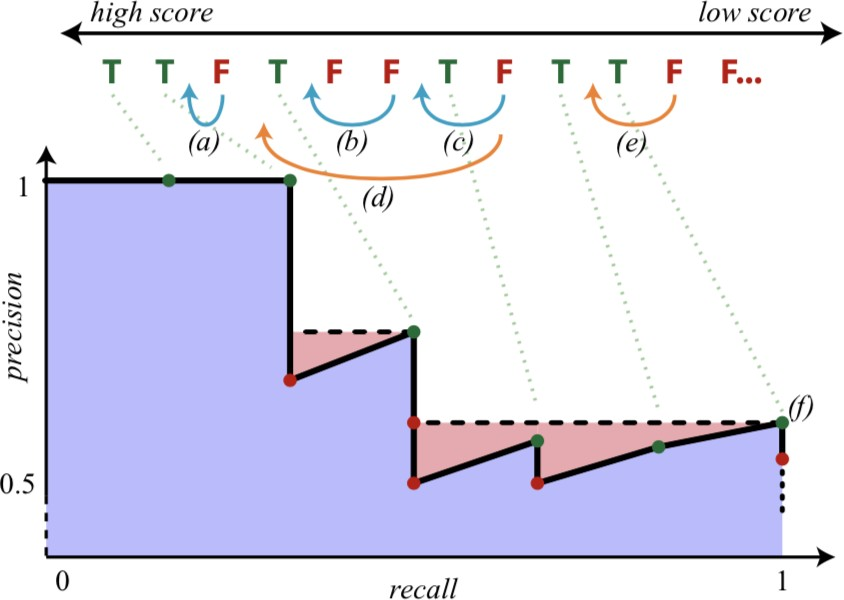 high score low score
T T F T F F T F T T F F...
(a) (b) (c) (e)
(d)
1
precision
(f)
0.5
0 1
recall